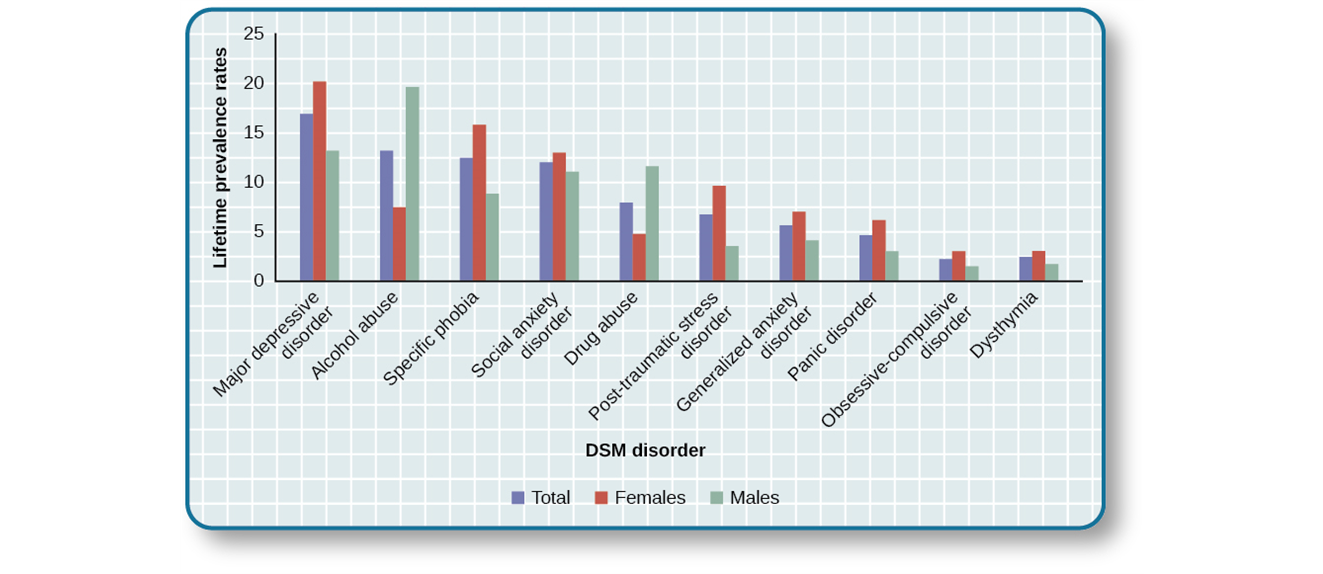 Lifetime prevalence rates
25
20
15
10
5
0
Major depressive
disorder
Alcohol abuse
Specific phobia
Social anxiety
disorder
Drug abuse
Post-traumatic stress
disorder
Generalized anxiety
disorder
Panic disorder
Obsessive-compulsive
disorder
Dysthymia
DSM disorder
Total Females Males